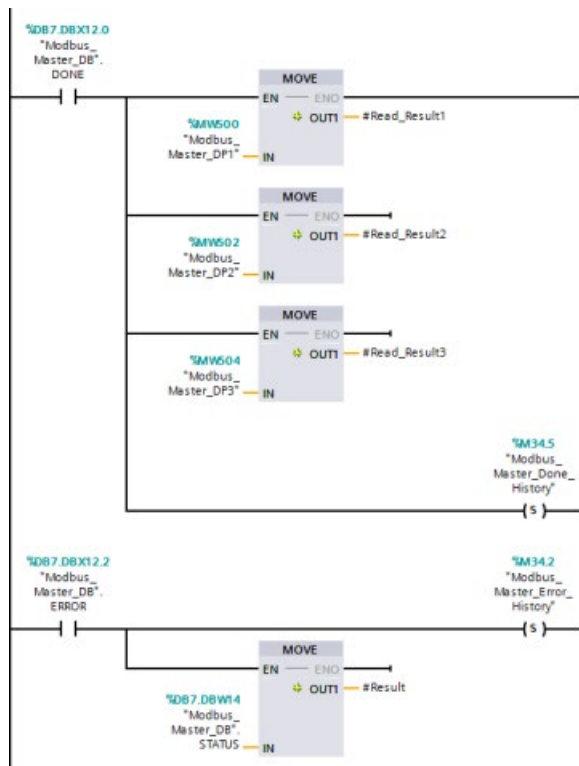 %DB7.DBX12.0
"Modbus_
Master_DB".
DONE
MOVE
EN
ENO
OUT1
#Read_Result1
%MW500
"Modbus_
Master_DP1"
IN
MOVE
EN
ENO
OUT1
#Read_Result2
%MW502
"Modbus_
Master_DP2"
IN
MOVE
EN
ENO
OUT1
#Read_Result3
%MW504
"Modbus_
Master_DP3"
IN
%M34.5
"Modbus_
Master_Done_
History"
S
%DB7.DBX12.2
"Modbus_
Master_DB".
ERROR
%M34.2
"Modbus_
Master_Error_
History"
S
MOVE
EN
ENO
OUT1
#Result
%DB7.DBW14
"Modbus_
Master_DB".
STATUS
IN